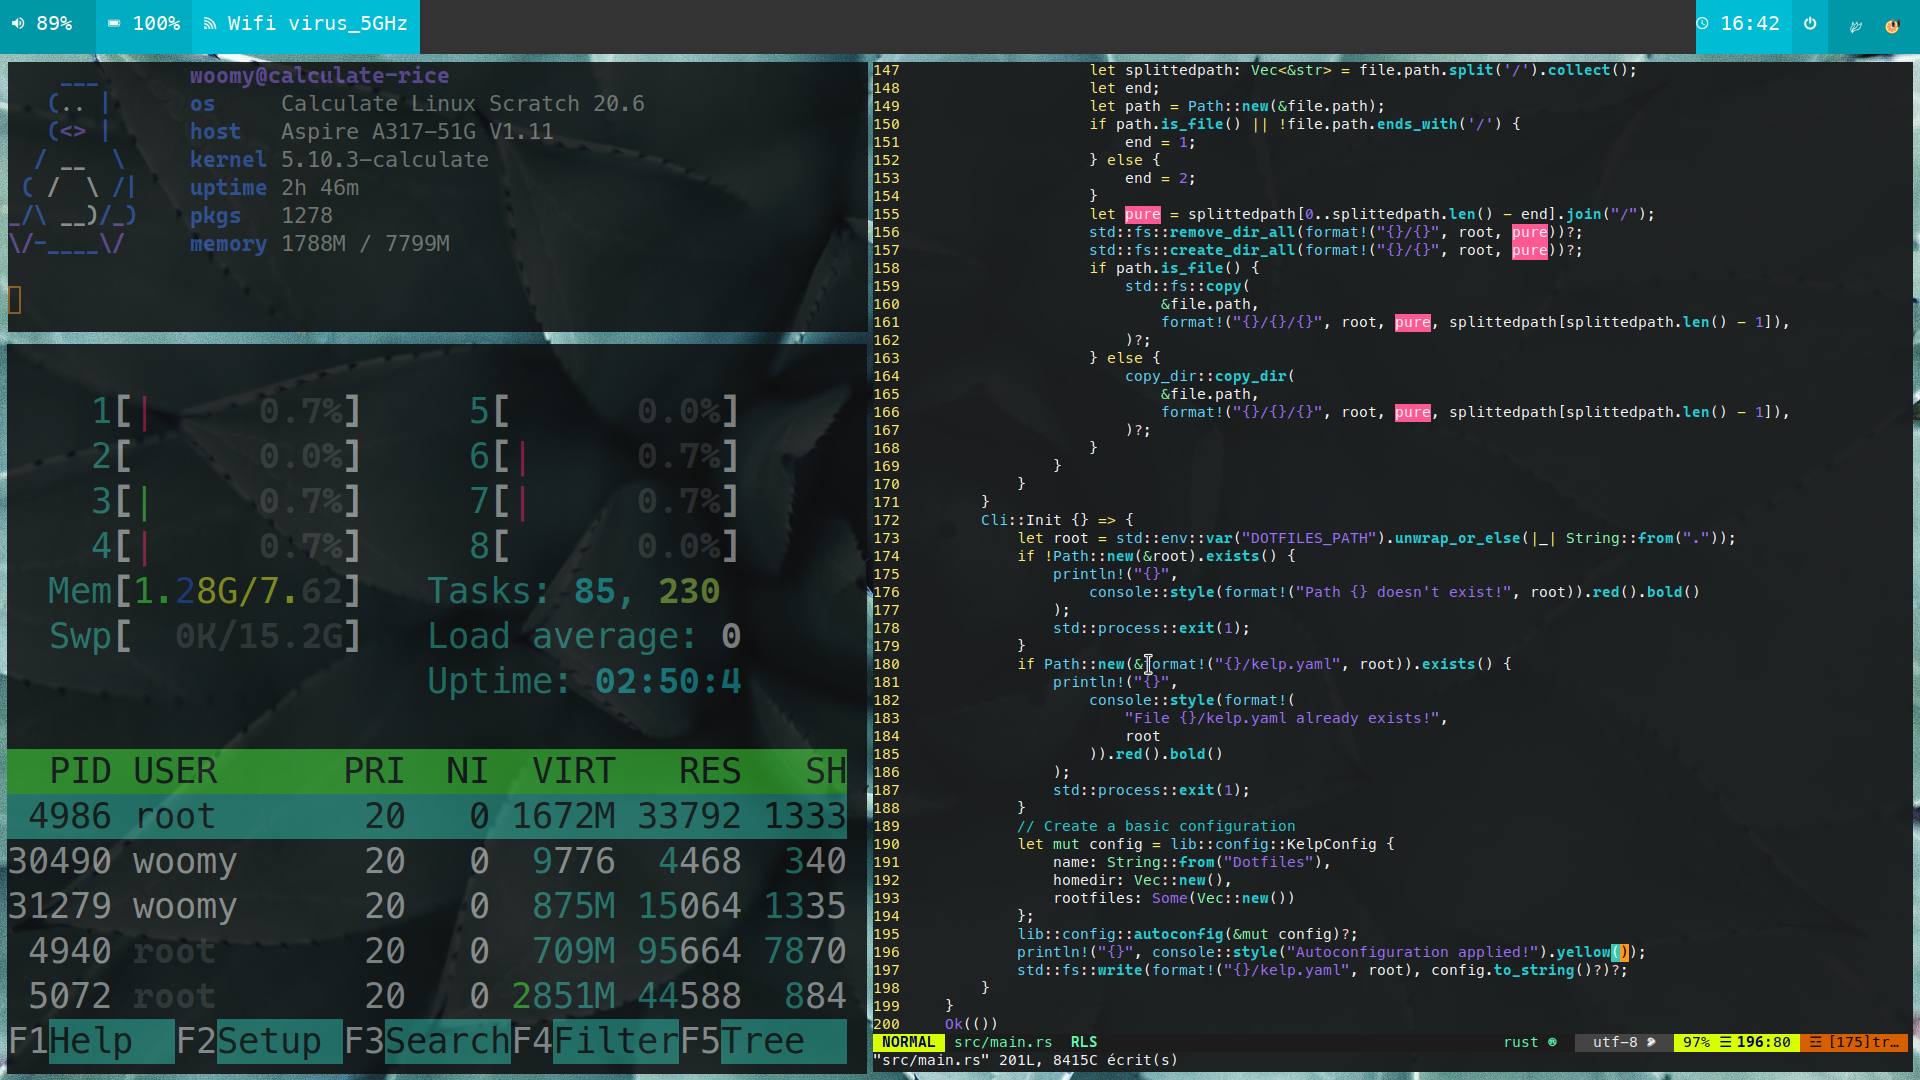 89% 100% Wifi virus_5GHz 16:42
woomy@calculate-rice
os Calculate Linux Scratch 20.6
host Aspire A317-51G V1.11
kernel 5.10.3-calculate
uptime 2h 46m
pkgs 1278
memory 1788M / 7799M
    ___
   (.. |
   (<> |
  / __  \
 ( /  \ /|
_/\ __)/_)
\/-____\/
1[| 0.7%] 5[ 0.0%]
2[ 0.0%] 6[| 0.7%]
3[| 0.7%] 7[| 0.7%]
4[| 0.7%] 8[ 0.0%]
Mem[1.28G/7.62] Tasks: 85, 230
Swp[ 0K/15.2G] Load average: 0
Uptime: 02:50:4
PID USER PRI NI VIRT RES SH
4986 root 20 0 1672M 33792 1333
30490 woomy 20 0 9776 4468 340
31279 woomy 20 0 875M 15064 1335
4940 root 20 0 709M 95664 7870
5072 root 20 0 2851M 44588 884
F1Help F2Setup F3SearchF4FilterF5Tree
147 let splittedpath: Vec<&str> = file.path.split('/').collect();
148 let end;
149 let path = Path::new(&file.path);
150 if path.is_file() || !file.path.ends_with('/') {
151 end = 1;
152 } else {
153 end = 2;
154 }
155 let pure = splittedpath[0..splittedpath.len() - end].join("/");
156 std::fs::remove_dir_all(format!("{}/{}", root, pure))?;
157 std::fs::create_dir_all(format!("{}/{}", root, pure))?;
158 if path.is_file() {
159 std::fs::copy(
160 &file.path,
161 format!("{}/{}/{}", root, pure, splittedpath[splittedpath.len() - 1]),
162 )?;
163 } else {
164 copy_dir::copy_dir(
165 &file.path,
166 format!("{}/{}/{}", root, pure, splittedpath[splittedpath.len() - 1]),
167 )?;
168 }
169 }
170 }
171 }
172 Cli::Init {} => {
173 let root = std::env::var("DOTFILES_PATH").unwrap_or_else(|_| String::from("."));
174 if !Path::new(&root).exists() {
175 println!("{}",
176 console::style(format!("Path {} doesn't exist!", root)).red().bold()
177 );
178 std::process::exit(1);
179 }
180 if Path::new(&format!("{}/kelp.yaml", root)).exists() {
181 println!("{}",
182 console::style(format!(
183 "File {}/kelp.yaml already exists!",
184 root
185 )).red().bold()
186 );
187 std::process::exit(1);
188 }
189 // Create a basic configuration
190 let mut config = lib::config::KelpConfig {
191 name: String::from("Dotfiles"),
192 homedir: Vec::new(),
193 rootfiles: Some(Vec::new())
194 };
195 lib::config::autoconfig(&mut config)?;
196 println!("{}", console::style("Autoconfiguration applied!").yellow());
197 std::fs::write(format!("{}/kelp.yaml", root), config.to_string()?)?;
198 }
199 }
200 Ok(())
NORMAL src/main.rs RLS rust utf-8 97% ☰ 196:80 ☲ [175]tr…
"src/main.rs" 201L, 8415C écrit(s)